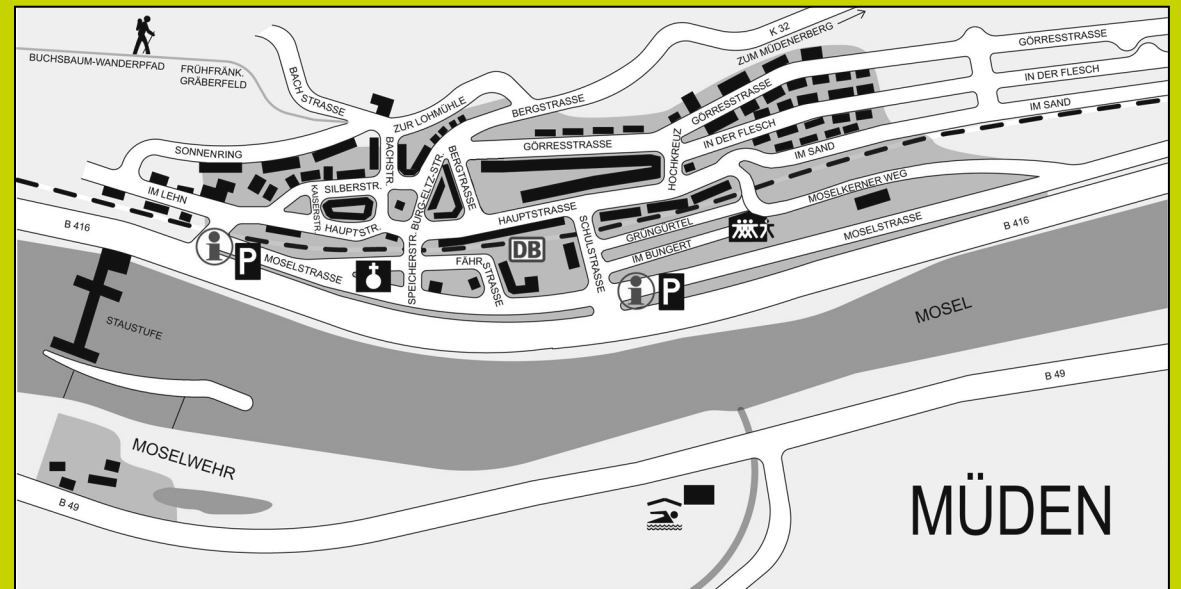 K 32
ZUM MÜDENERBERG
GÖRRESSTRASSE
BUCHSBAUM-WANDERPFAD
FRÜHFRÄNK.
GRÄBERFELD
BACH STRASSE
ZUR LOHMÜHLE
BERGSTRASSE
GÖRRESSTRASSE
IN DER FLESCH
IM SAND
SONNENRING
BACHSTR.
GÖRRESSTRASSE
HOCHKREUZ
IN DER FLESCH
IM SAND
IM LEHN
KAISERSTR.
SILBERSTR.
BURG-ELTZ-STR.
BERGTRASSE
MOSELKERNER WEG
B 416
HAUPTSTR.
HAUPTSTRASSE
SCHULSTRASSE
GRÜNGÜRTEL
IM BUNGERT
MOSELSTRASSE
B 416
i
P
MOSELSTRASSE
SPEICHERSTR.
FÄHR
STRASSE
DB
i
P
STAUSTUFE
MOSEL
B 49
MOSELWEHR
B 49
MÜDEN